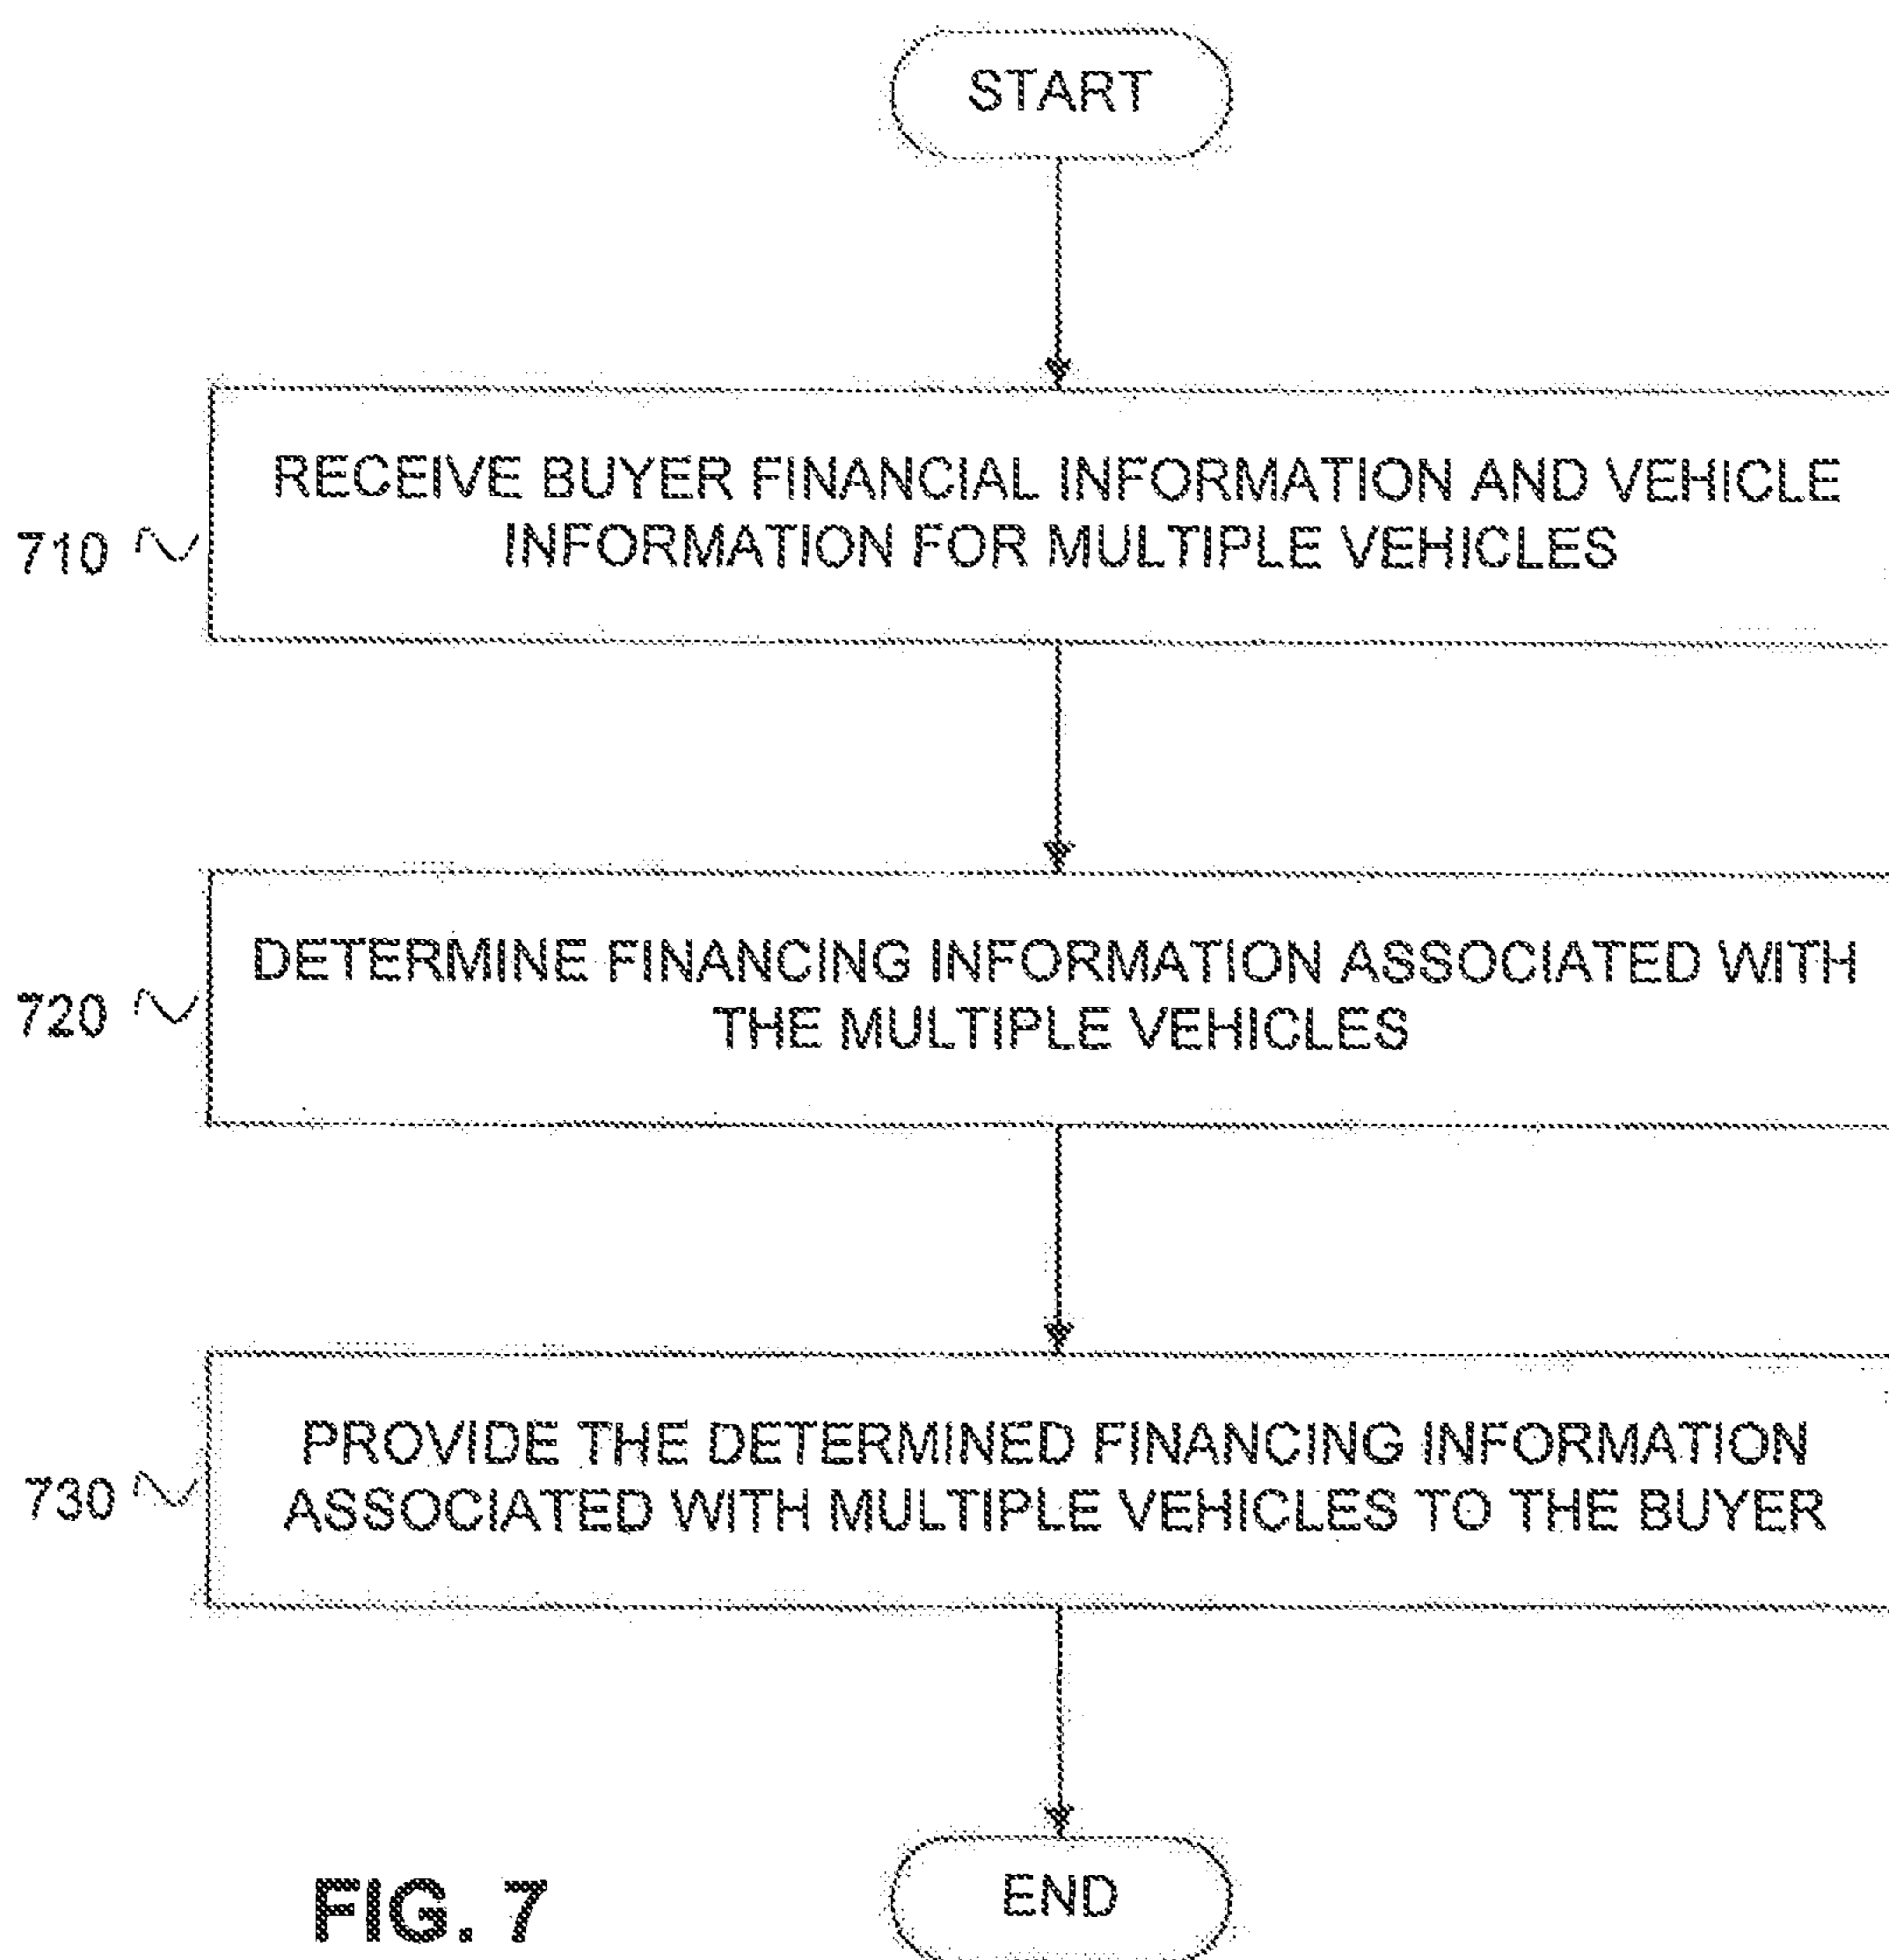 START
RECEIVE BUYER FINANCIAL INFORMATION AND VEHICLE
INFORMATION FOR MULTIPLE VEHICLES
710
DETERMINE FINANCING INFORMATION ASSOCIATED WITH
THE MULTIPLE VEHICLES
720
PROVIDE THE DETERMINED FINANCING INFORMATION
ASSOCIATED WITH MULTIPLE VEHICLES TO THE BUYER
730
END
FIG. 7